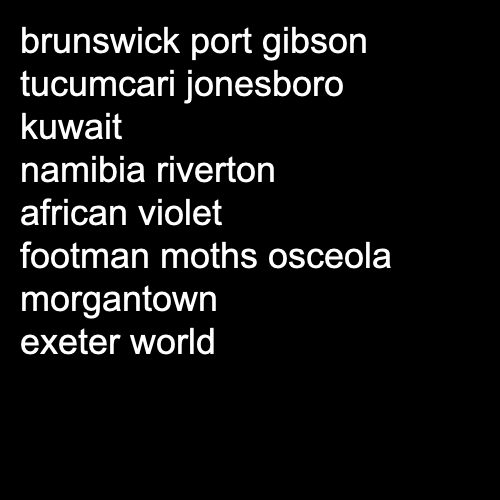 brunswick port gibson
tucumcari jonesboro
kuwait
namibia riverton
african violet
footman moths osceola
morgantown
exeter world